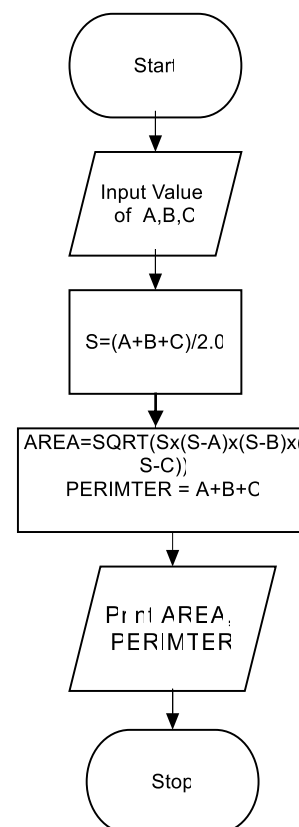 Start
Input Value
of A,B,C
S=(A+B+C)/2.0
AREA=SQRT(Sx(S-A)x(S-B)x(
S-C))
PERIMTER = A+B+C
Print AREA,
PERIMTER
Stop